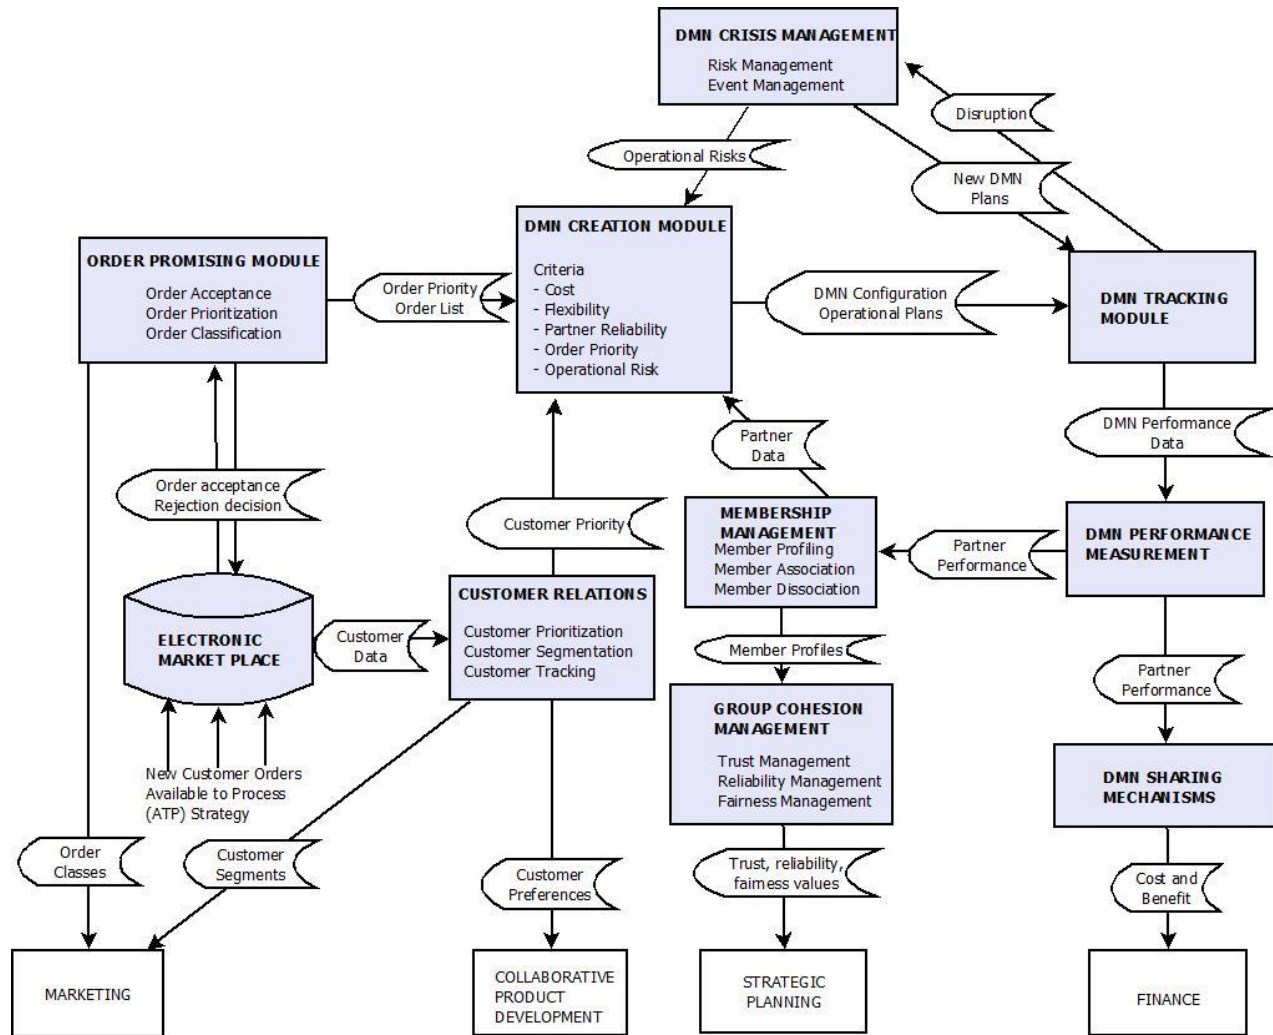 DMN CRISIS MANAGEMENT
Risk Management
Event Management
Disruption
Operational Risks
New DMN
Plans
DMN CREATION MODULE
Criteria
- Cost
- Flexibility
- Partner Reliability
- Order Priority
- Operational Risk
ORDER PROMISING MODULE
Order Acceptance
Order Prioritization
Order Classification
Order Priority
Order List
DMN Configuration
Operational Plans
DMN TRACKING
MODULE
Partner
Data
DMN Performance
Data
Order acceptance
Rejection decision
Customer Priority
MEMBERSHIP
MANAGEMENT
Member Profiling
Member Association
Member Dissociation
Partner
Performance
DMN PERFORMANCE
MEASUREMENT
ELECTRONIC
MARKET PLACE
Customer
Data
CUSTOMER RELATIONS
Customer Prioritization
Customer Segmentation
Customer Tracking
Member Profiles
Partner
Performance
GROUP COHESION
MANAGEMENT
Trust Management
Reliability Management
Fairness Management
DMN SHARING
MECHANISMS
New Customer Orders
Available to Process
(ATP) Strategy
Order
Classes
Customer
Segments
Customer
Preferences
Trust, reliability,
fairness values
Cost and
Benefit
MARKETING
COLLABORATIVE
PRODUCT
DEVELOPMENT
STRATEGIC
PLANNING
FINANCE